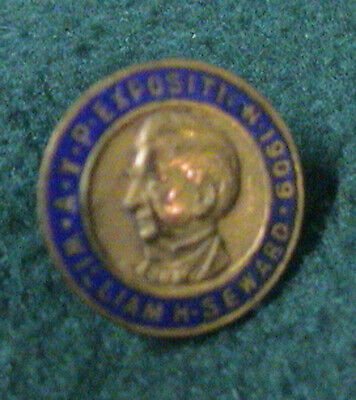 A·Y·P·EXPOSITION·1909·
WILLIAM·H·SEWARD·